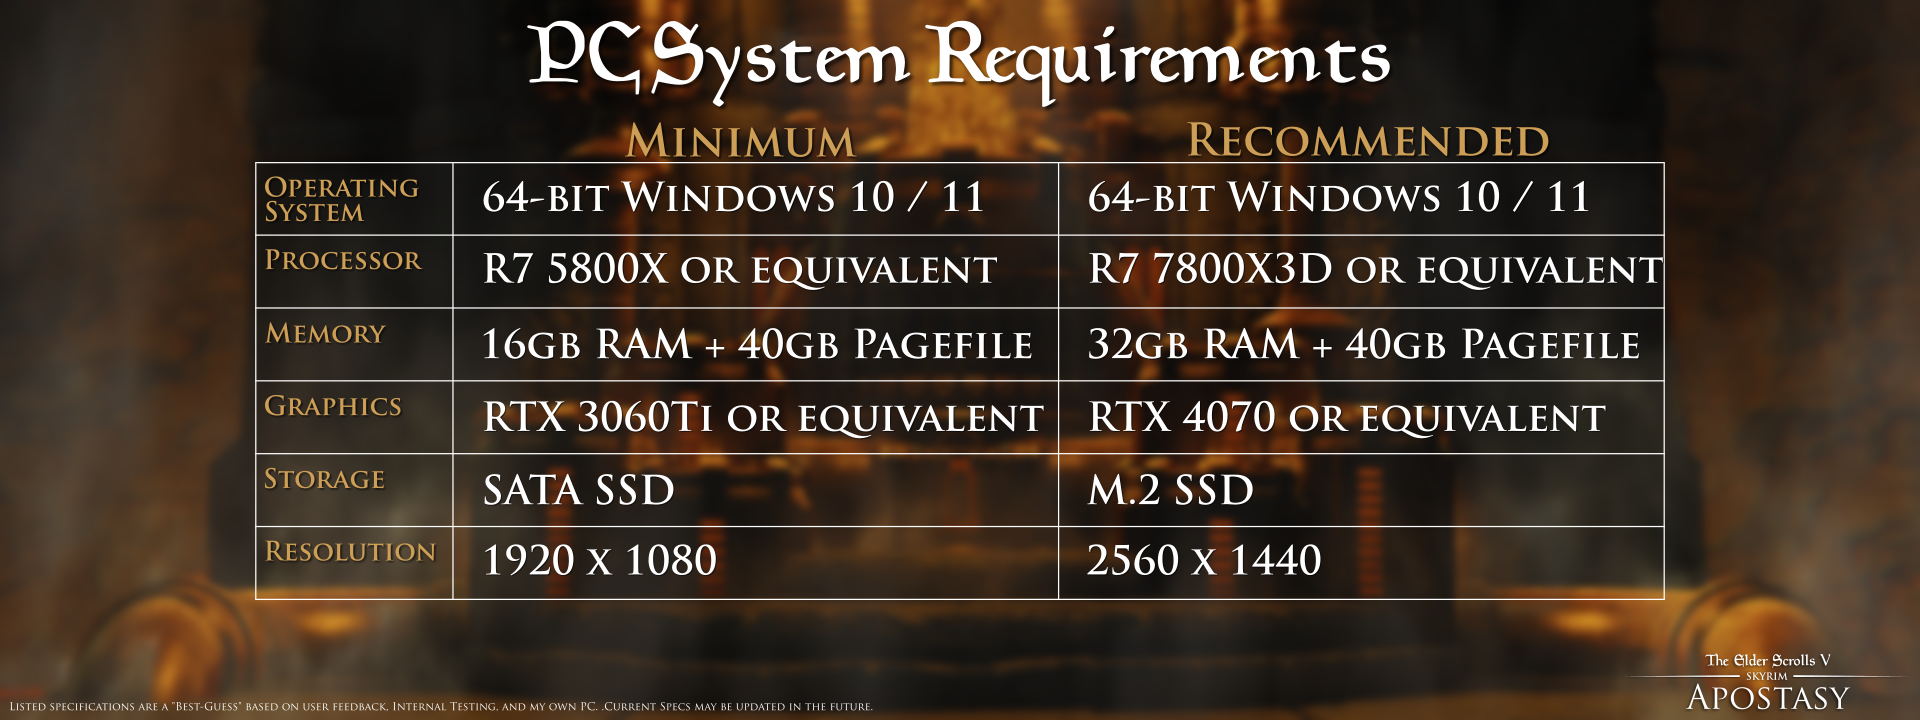 PC System Requirements
Minimum Recommended
Operating System 64-bit Windows 10 / 11 64-bit Windows 10 / 11
Processor R7 5800X or equivalent R7 7800X3D or equivalent
Memory 16gb RAM + 40gb Pagefile 32gb RAM + 40gb Pagefile
Graphics RTX 3060Ti or equivalent RTX 4070 or equivalent
Storage SATA SSD M.2 SSD
Resolution 1920 x 1080 2560 x 1440
The Elder Scrolls V
SKYRIM
Apostasy
Listed specifications are a "Best-Guess" based on user feedback, Internal Testing, and my own PC. .Current Specs may be updated in the future.